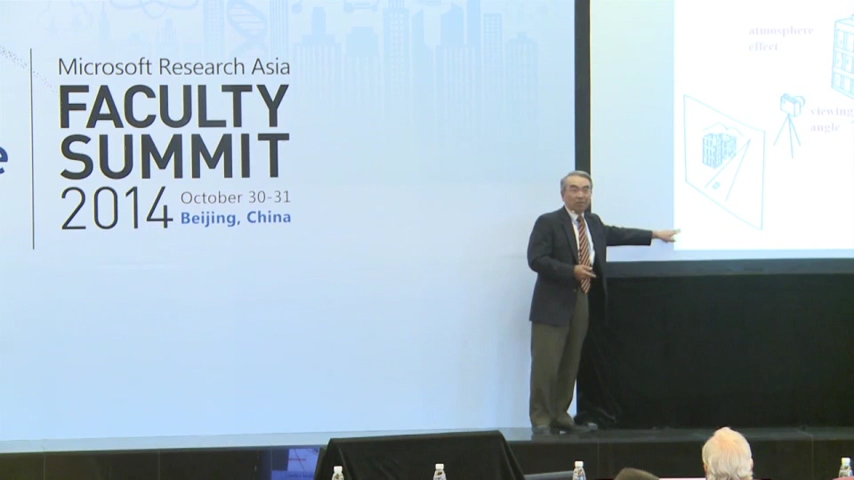 Microsoft Research Asia
FACULTY
SUMMIT
2014 October 30-31
Beijing, China
atmosphere
effect
viewing
angle